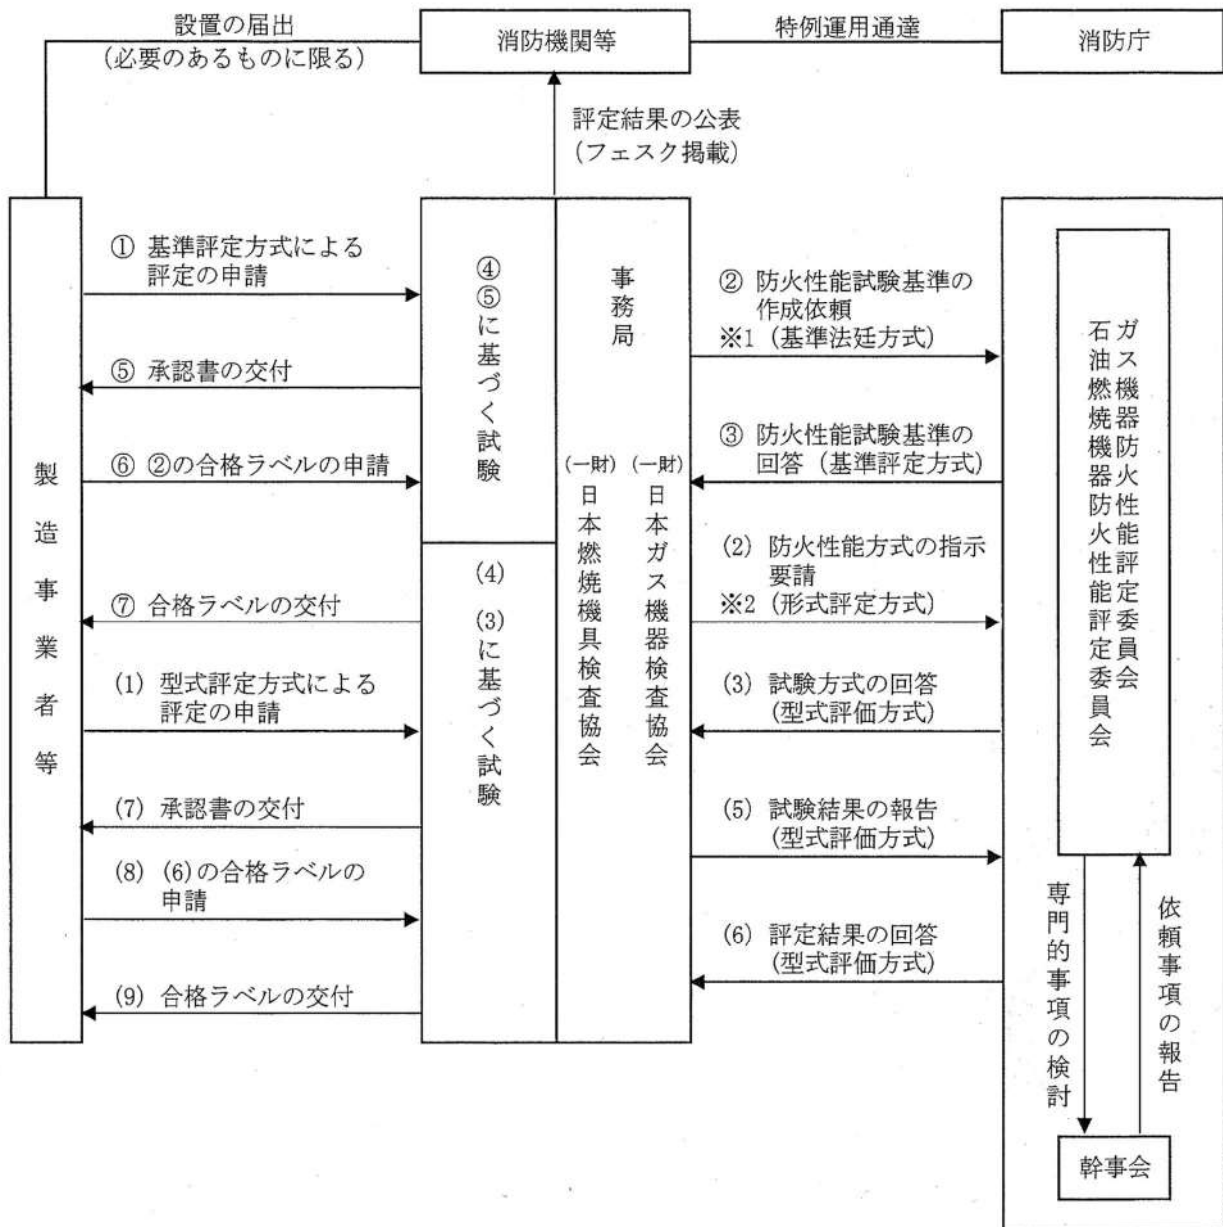 設置の届出
(必要のあるものに限る)
消防機関等
特例運用通達
消防庁
評定結果の公表
(フェスク掲載)
製造事業者等
① 基準評定方式による
評定の申請
⑤ 承認書の交付
⑥ ②の合格ラベルの申請
⑦ 合格ラベルの交付
(1) 型式評定方式による
評定の申請
(7) 承認書の交付
(8) (6)の合格ラベルの
申請
(9) 合格ラベルの交付
④
⑤に基づく試験
(4)
(3)に基づく試験
事務局
(一財)日本ガス機器検査協会
(一財)日本燃焼機具検査協会
② 防火性能試験基準の
作成依頼
※1 (基準法廷方式)
③ 防火性能試験基準の
回答 (基準評定方式)
(2) 防火性能方式の指示
要請
※2 (形式評定方式)
(3) 試験方式の回答
(型式評価方式)
(5) 試験結果の報告
(型式評価方式)
(6) 評定結果の回答
(型式評価方式)
ガス機器防火性能評定委員会
石油燃焼機器防火性能評定委員会
専門的事項の検討
依頼事項の報告
幹事会